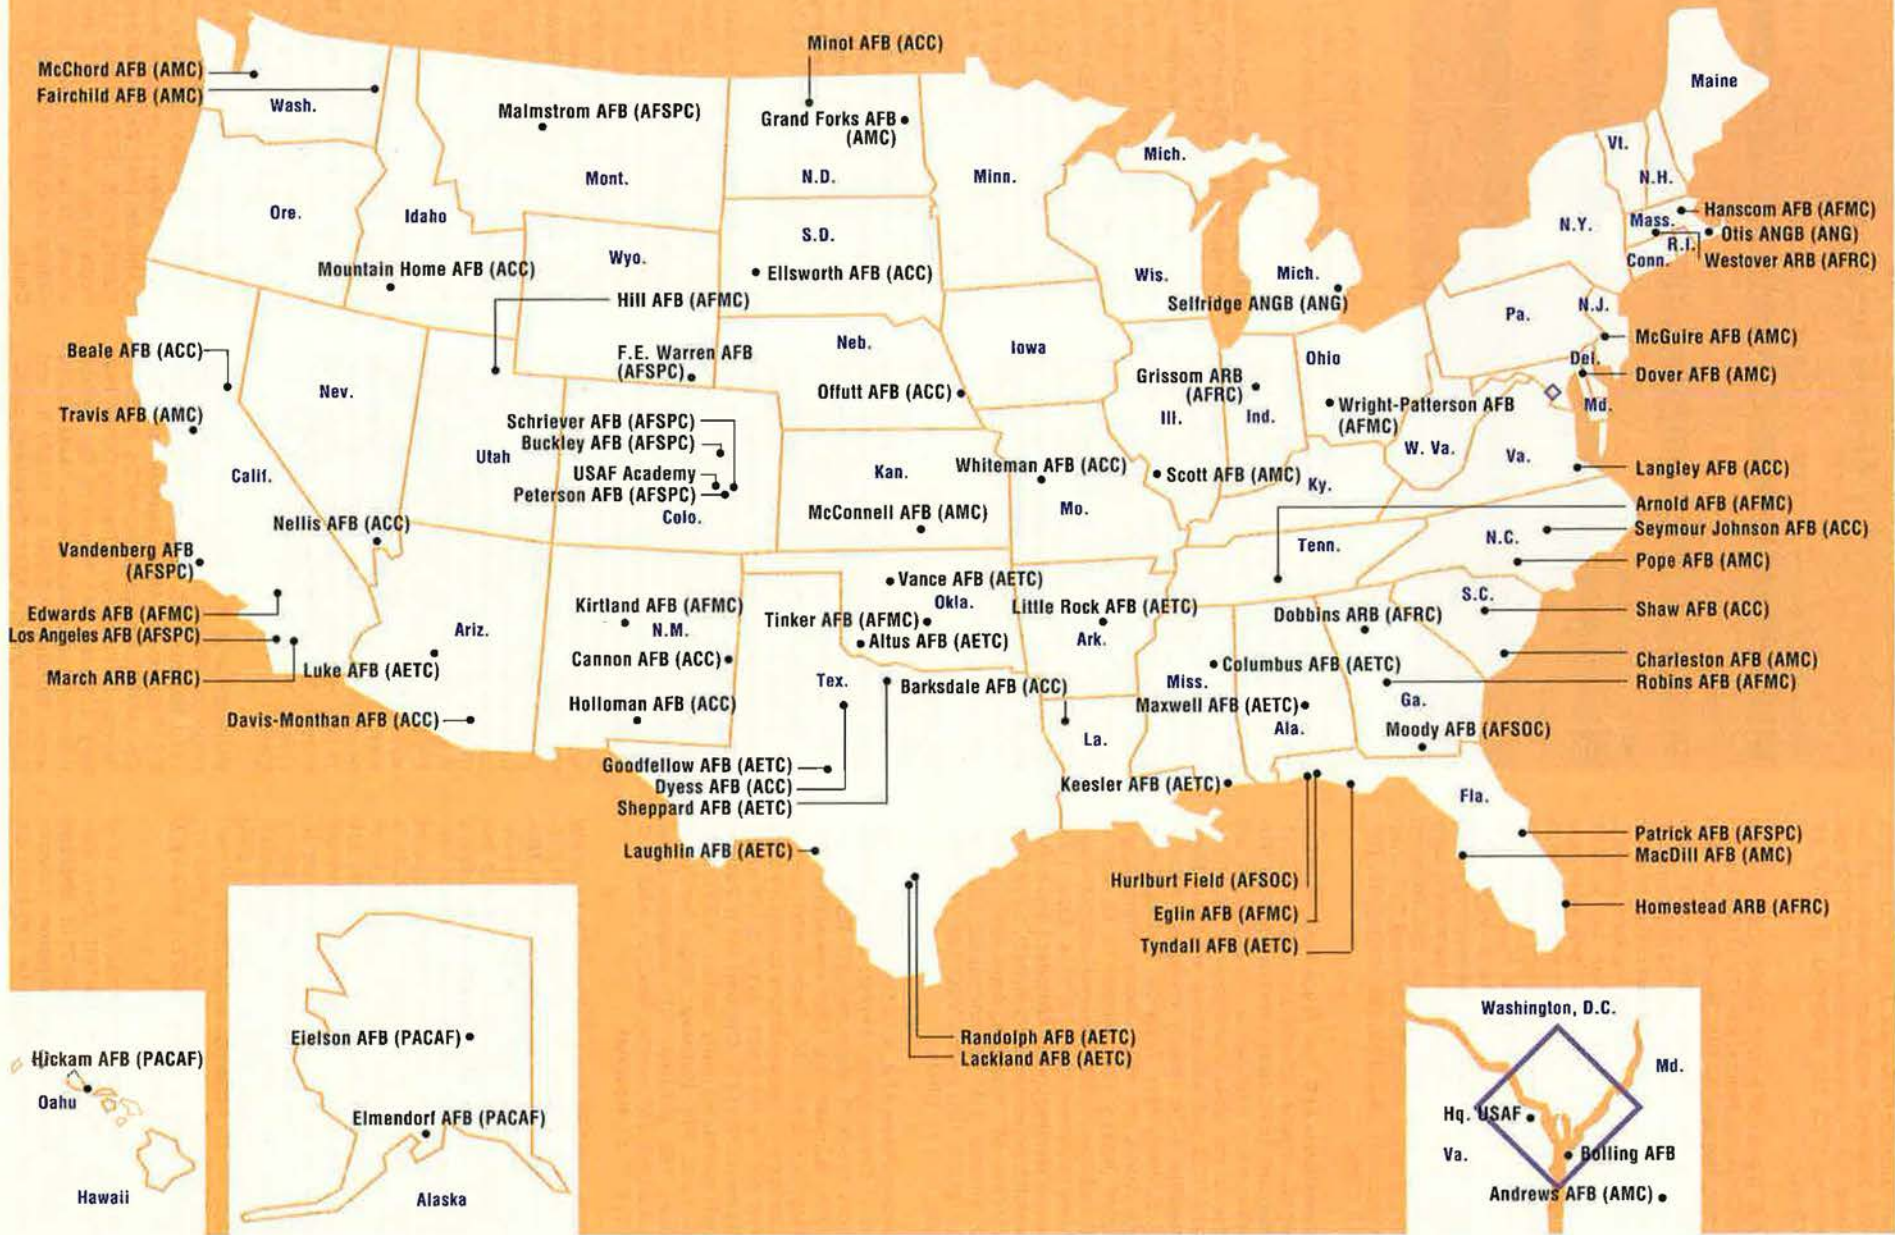 Minot AFB (ACC)
McChord AFB (AMC)
Fairchild AFB (AMC)
Wash.
Malmstrom AFB (AFSPC)
Grand Forks AFB
(AMC)
Maine
Mont.
N.D.
Minn.
Mich.
Vt.
N.H.
Ore.
Idaho
S.D.
N.Y.
Mass.
Hanscom AFB (AFMC)
Otis ANGB (ANG)
R.I.
Conn.
Westover ARB (AFRC)
Mountain Home AFB (ACC)
Wyo.
Ellsworth AFB (ACC)
Wis.
Mich.
Selfridge ANGB (ANG)
Hill AFB (AFMC)
Pa.
N.J.
McGuire AFB (AMC)
Beale AFB (ACC)
F.E. Warren AFB
(AFSPC)
Neb.
Iowa
Ohio
Del.
Dover AFB (AMC)
Nev.
Offutt AFB (ACC)
Grissom ARB
(AFRC)
Ill.
Ind.
Wright-Patterson AFB
(AFMC)
Md.
Travis AFB (AMC)
Schriever AFB (AFSPC)
Buckley AFB (AFSPC)
USAF Academy
Peterson AFB (AFSPC)
Colo.
Utah
Calif.
Kan.
Whiteman AFB (ACC)
Scott AFB (AMC)
Ky.
W. Va.
Va.
Langley AFB (ACC)
Nellis AFB (ACC)
McConnell AFB (AMC)
Mo.
Arnold AFB (AFMC)
Seymour Johnson AFB (ACC)
N.C.
Tenn.
Pope AFB (AMC)
Vandenberg AFB
(AFSPC)
Vance AFB (AETC)
Okla.
S.C.
Edwards AFB (AFMC)
Los Angeles AFB (AFSPC)
March ARB (AFRC)
Ariz.
Luke AFB (AETC)
Kirtland AFB (AFMC)
N.M.
Tinker AFB (AFMC)
Altus AFB (AETC)
Little Rock AFB (AETC)
Ark.
Dobbins ARB (AFRC)
Shaw AFB (ACC)
Cannon AFB (ACC)
Columbus AFB (AETC)
Charleston AFB (AMC)
Robins AFB (AFMC)
Tex.
Barksdale AFB (ACC)
Miss.
Maxwell AFB (AETC)
Ga.
Davis-Monthan AFB (ACC)
Holloman AFB (ACC)
La.
Ala.
Moody AFB (AFSOC)
Goodfellow AFB (AETC)
Dyess AFB (ACC)
Sheppard AFB (AETC)
Keesler AFB (AETC)
Fla.
Patrick AFB (AFSPC)
MacDill AFB (AMC)
Laughlin AFB (AETC)
Hurlburt Field (AFSOC)
Eglin AFB (AFMC)
Tyndall AFB (AETC)
Homestead ARB (AFRC)
Randolph AFB (AETC)
Lackland AFB (AETC)
Hickam AFB (PACAF)
Oahu
Hawaii
Eielson AFB (PACAF)
Elmendorf AFB (PACAF)
Alaska
Washington, D.C.
Md.
Hq. USAF
Va.
Bolling AFB
Andrews AFB (AMC)